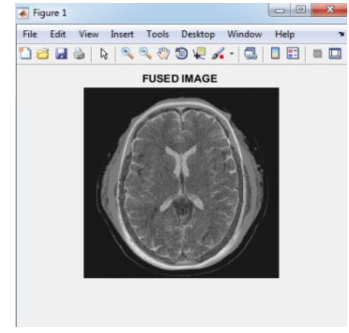 Figure 1
File Edit View Insert Tools Desktop Window Help
FUSED IMAGE